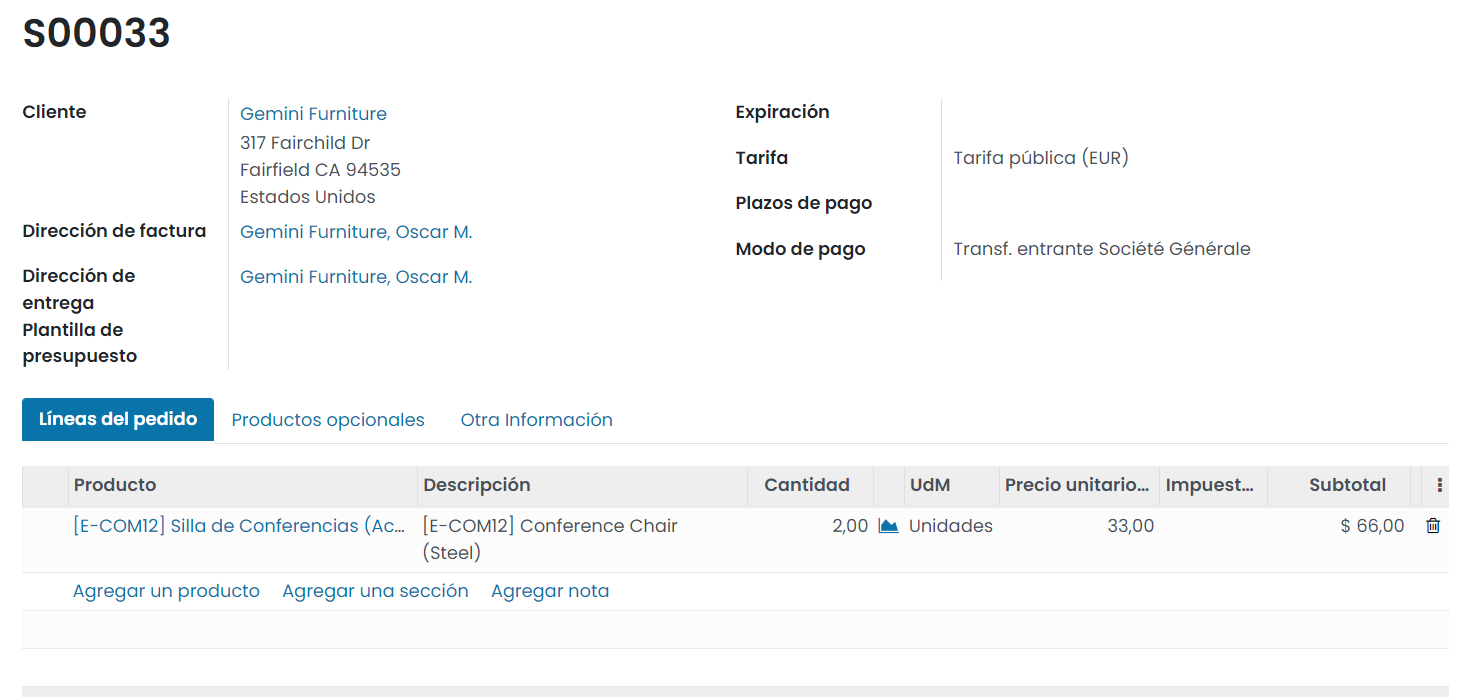 S00033
Cliente
Gemini Furniture
317 Fairchild Dr
Fairfield CA 94535
Estados Unidos
Dirección de factura
Gemini Furniture, Oscar M.
Dirección de
entrega
Gemini Furniture, Oscar M.
Plantilla de
presupuesto
Expiración
Tarifa
Tarifa pública (EUR)
Plazos de pago
Modo de pago
Transf. entrante Société Générale
Líneas del pedido Productos opcionales Otra Información
Producto Descripción Cantidad UdM Precio unitario... Impuest... Subtotal
[E-COM12] Silla de Conferencias (Ac... [E-COM12] Conference Chair 2,00 Unidades 33,00 $ 66,00
(Steel)
Agregar un producto Agregar una sección Agregar nota